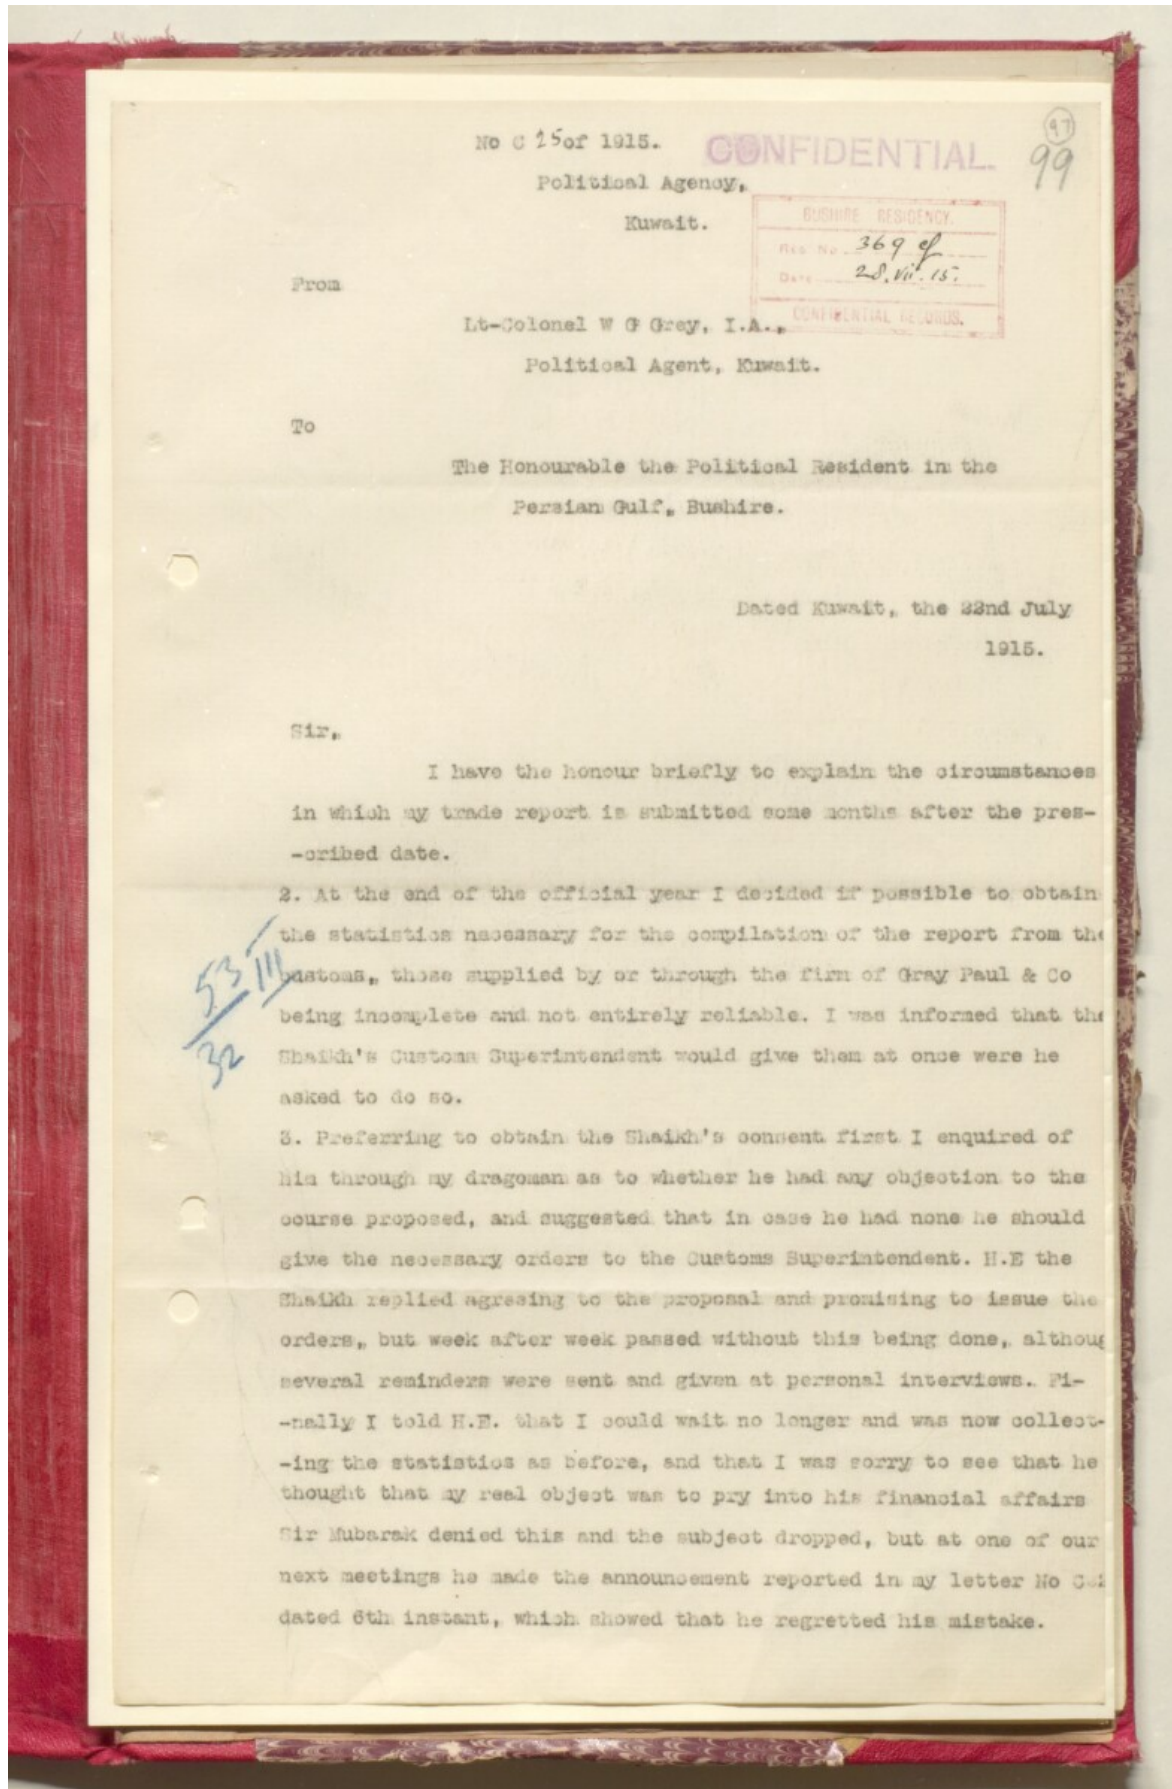 No C 25 of 1915.
CONFIDENTIAL.
97
99
Political Agency,
Kuwait.
BUSHIRE RESIDENCY.
Reg. No. 369 cf
Date 28.vii.15.
CONFIDENTIAL RECORDS.
From
Lt-Colonel W G Grey, I.A.,
Political Agent, Kuwait.
To
The Honourable the Political Resident in the
Persian Gulf, Bushire.
Dated Kuwait, the 22nd July
1915.
Sir,
I have the honour briefly to explain the circumstances
in which my trade report is submitted some months after the pres-
-cribed date.
2. At the end of the official year I decided if possible to obtain
the statistics nacessary for the compilation of the report from the
customs, those supplied by or through the firm of Gray Paul & Co
being incomplete and not entirely reliable. I was informed that the
Shaikh's Customs Superintendent would give them at once were he
asked to do so.
53 III
32
3. Preferring to obtain the Shaikh's consent first I enquired of
him through my dragoman as to whether he had any objection to the
course proposed, and suggested that in case he had none he should
give the necessary orders to the Customs Superintendent. H.E the
Shaikh replied agreeing to the proposal and promising to issue the
orders, but week after week passed without this being done, althoug
several reminders were sent and given at personal interviews. Fi-
-nally I told H.E. that I could wait no longer and was now collect-
-ing the statistics as before, and that I was sorry to see that he
thought that my real object was to pry into his financial affairs
Sir Mubarak denied this and the subject dropped, but at one of our
next meetings he made the announcement reported in my letter No
dated 6th instant, which showed that he regretted his mistake.